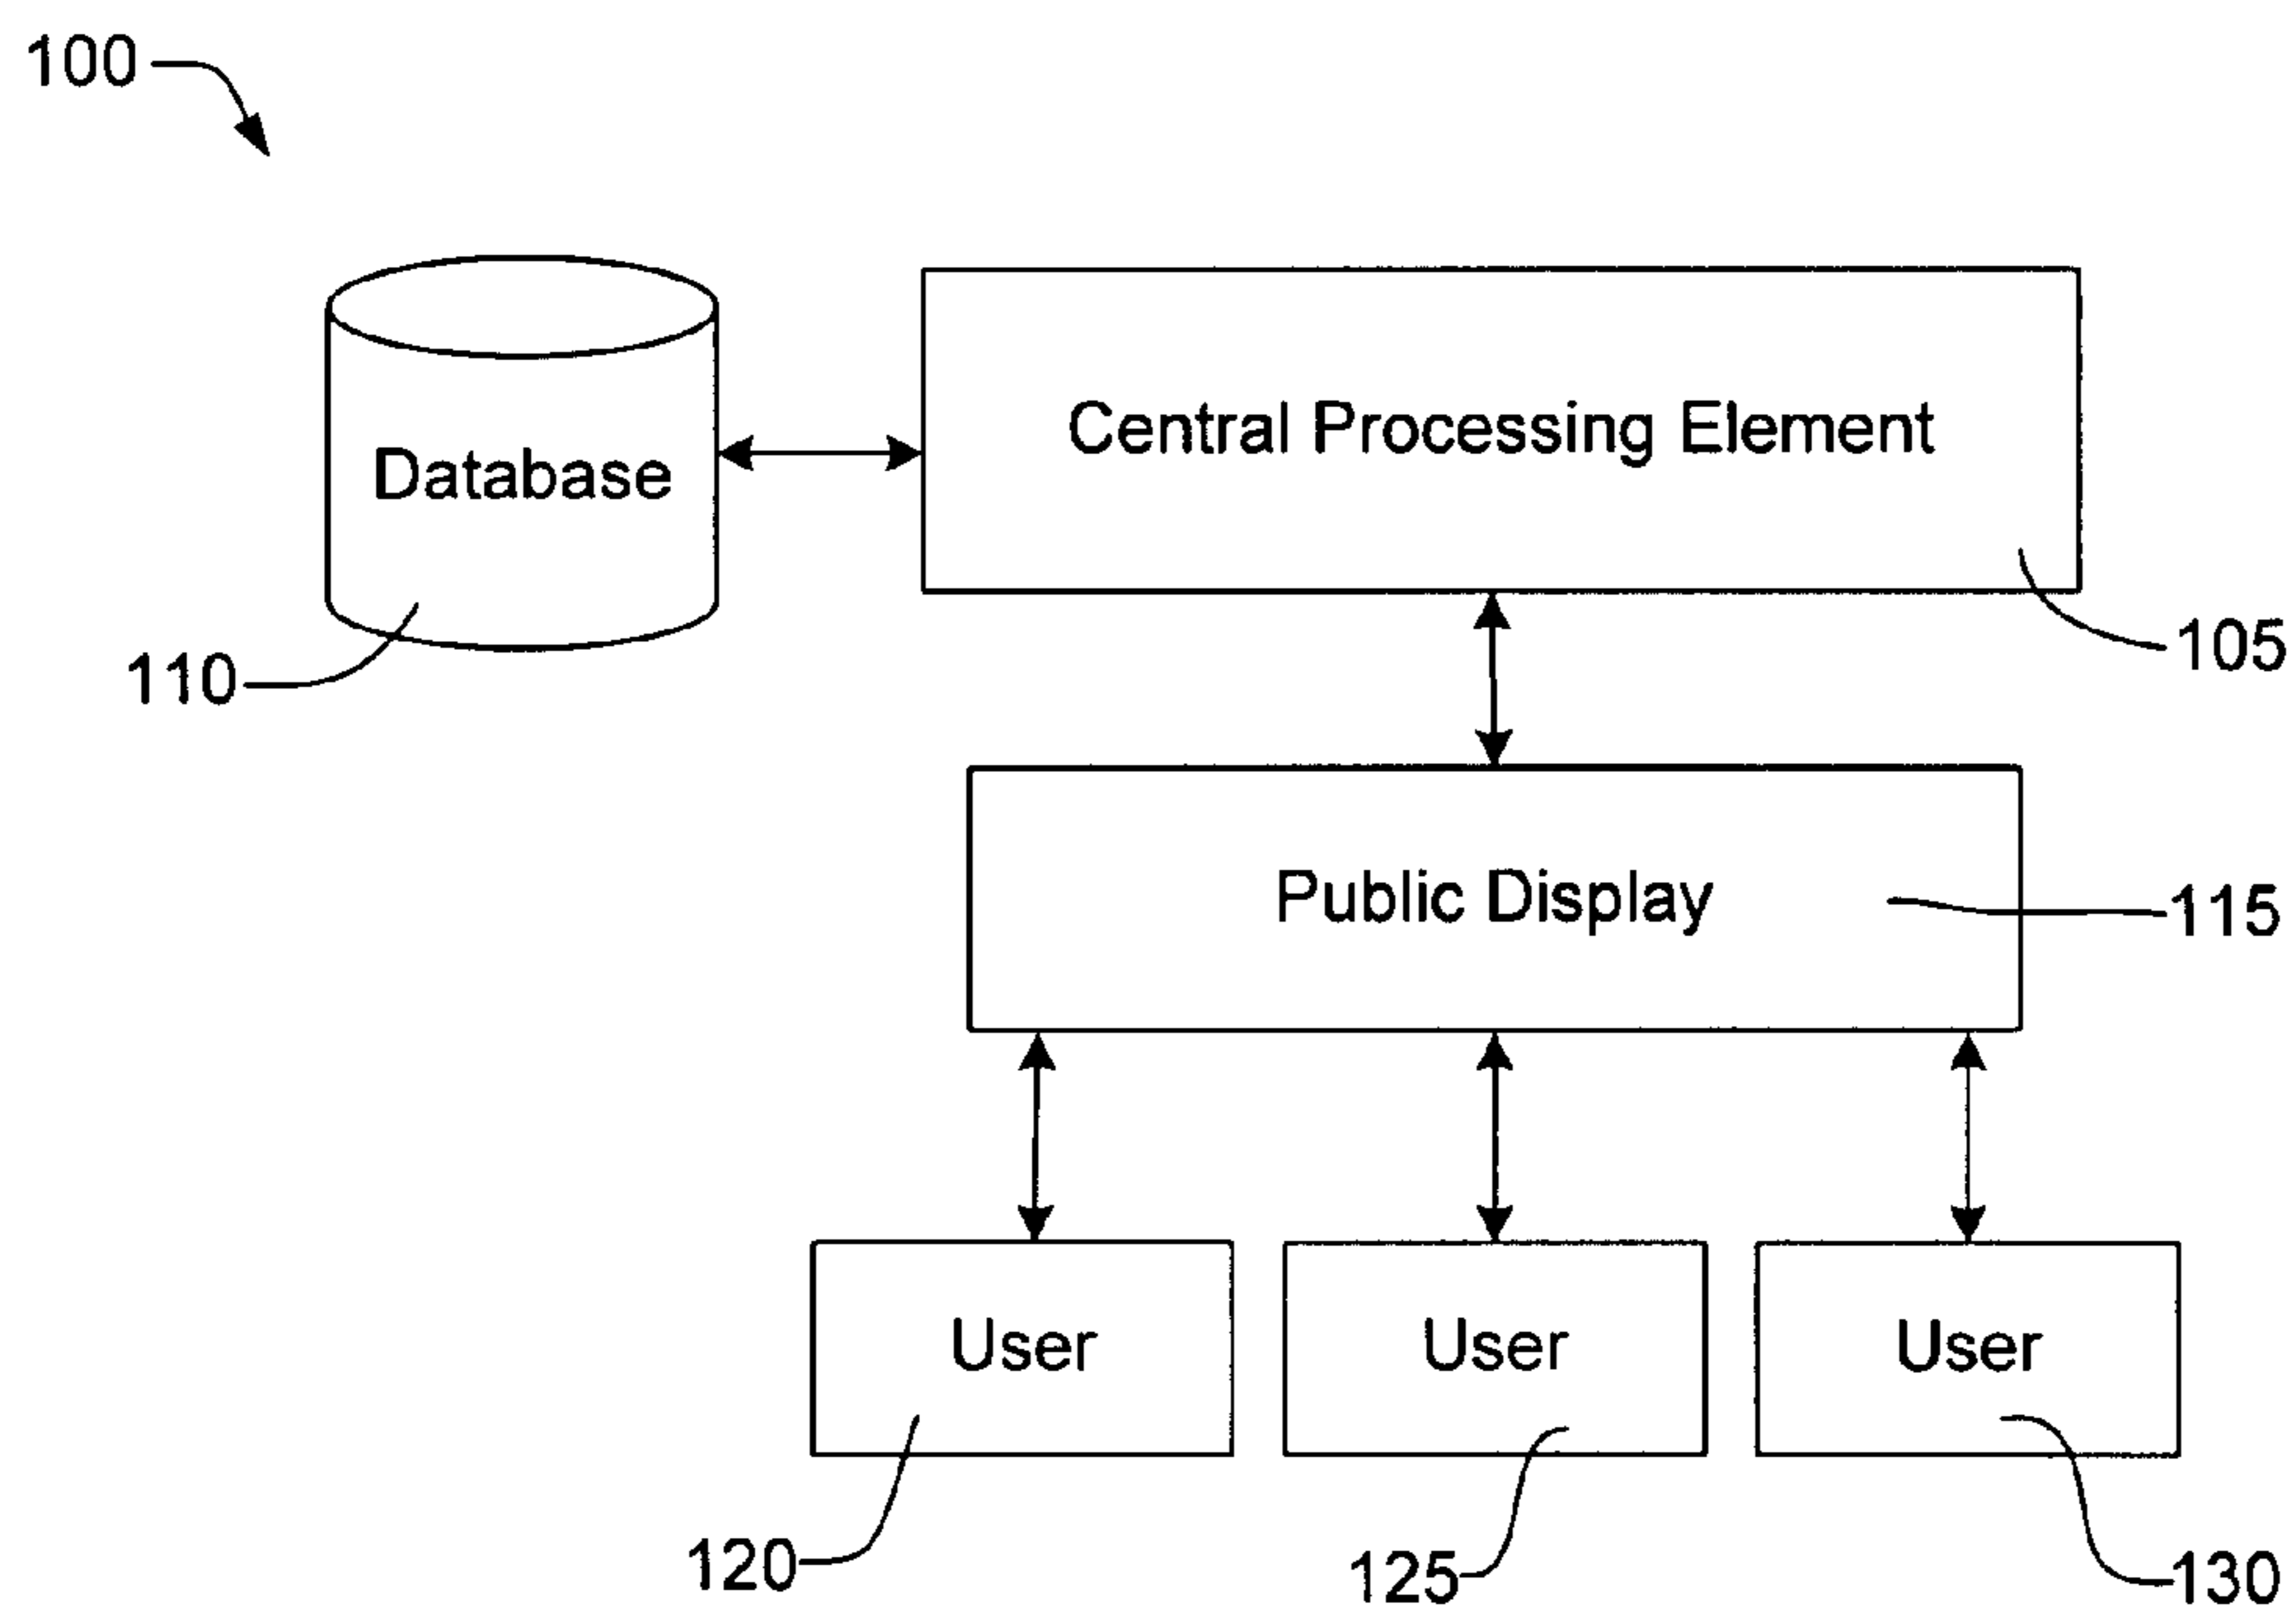 100
Central Processing Element
Database
105
110
Public Display
115
User
User
User
120
125
130